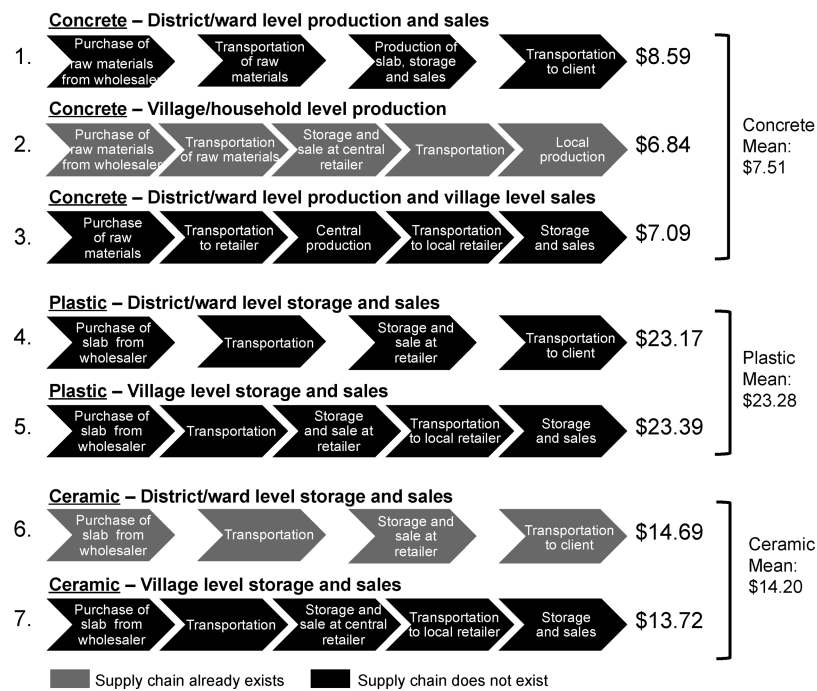 Concrete – District/ward level production and sales
1.
Purchase of
raw materials
from wholesaler
Transportation
of raw
materials
Production of
slab, storage
and sales
Transportation
to client
$8.59
Concrete – Village/household level production
2.
Purchase of
raw materials
from wholesaler
Transportation
of raw materials
Storage and
sale at central
retailer
Transportation
Local
production
$6.84
Concrete – District/ward level production and village level sales
3.
Purchase
of raw
materials
Transportation
to retailer
Central
production
Transportation
to local retailer
Storage
and sales
$7.09
Concrete
Mean:
$7.51
Plastic – District/ward level storage and sales
4.
Purchase of
slab from
wholesaler
Transportation
Storage and
sale at
retailer
Transportation
to client
$23.17
Plastic – Village level storage and sales
5.
Purchase of
slab from
wholesaler
Transportation
Storage
and sale at
retailer
Transportation
to local retailer
Storage
and sales
$23.39
Plastic
Mean:
$23.28
Ceramic – District/ward level storage and sales
6.
Purchase of
slab from
wholesaler
Transportation
Storage and
sale at
retailer
Transportation
to client
$14.69
Ceramic – Village level storage and sales
7.
Purchase of
slab from
wholesaler
Transportation
Storage and
sale at central
retailer
Transportation
to local retailer
Storage
and sales
$13.72
Ceramic
Mean:
$14.20
Supply chain already exists
Supply chain does not exist